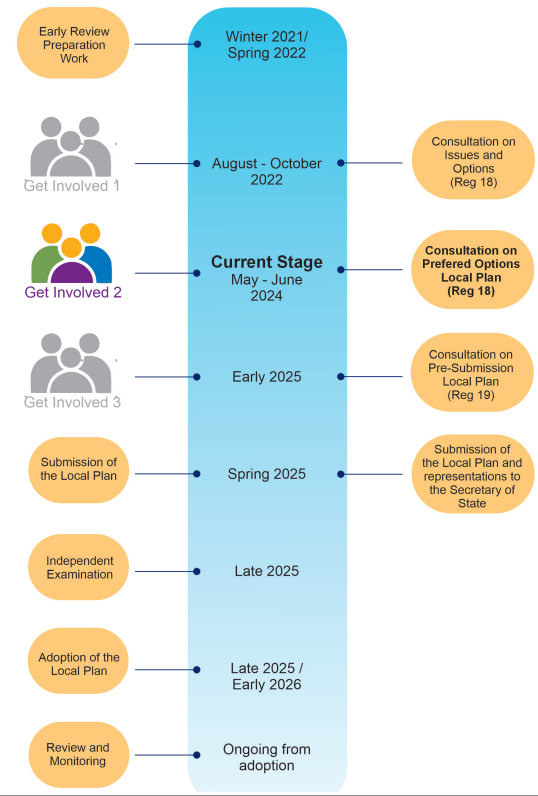 Early Review
Preparation
Work
Winter 2021/
Spring 2022
Get Involved 1
August - October
2022
Consultation on
Issues and
Options
(Reg 18)
Get Involved 2
Current Stage
May - June
2024
Consultation on
Prefered Options
Local Plan
(Reg 18)
Get Involved 3
Early 2025
Consultation on
Pre-Submission
Local Plan
(Reg 19)
Submission of
the Local Plan
Spring 2025
Submission of
the Local Plan and
representations to
the Secretary of
State
Independent
Examination
Late 2025
Adoption of the
Local Plan
Late 2025 /
Early 2026
Review and
Monitoring
Ongoing from
adoption